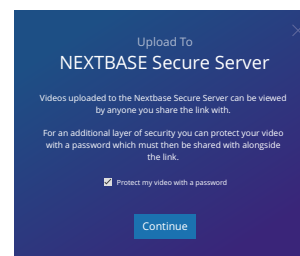 Upload To
NEXTBASE Secure Server
Videos uploaded to the Nextbase Secure Server can be viewed
by anyone you share the link with.
For an additional layer of security you can protect your video
with a password which must then be shared with alongside
the link.
Protect my video with a password
Continue